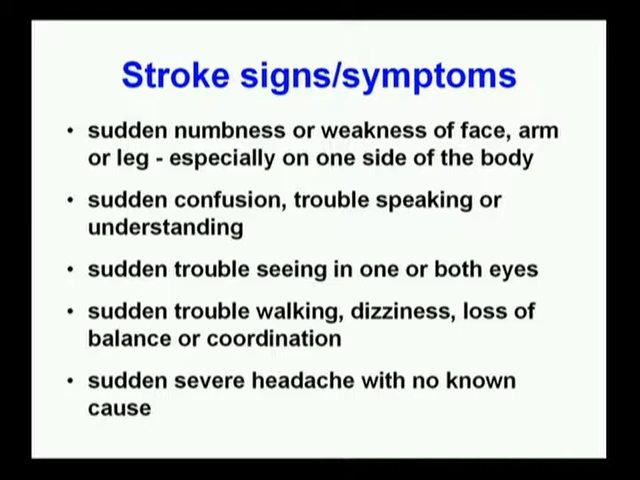 Stroke signs/symptoms
• sudden numbness or weakness of face, arm
or leg - especially on one side of the body
• sudden confusion, trouble speaking or
understanding
• sudden trouble seeing in one or both eyes
• sudden trouble walking, dizziness, loss of
balance or coordination
• sudden severe headache with no known
cause